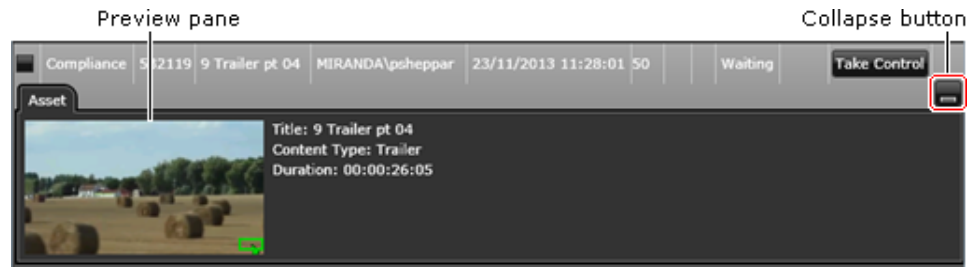 Preview pane
Collapse button
Compliance 532119 9 Trailer pt 04 MIRANDA\psheppar 23/11/2013 11:28:01 50 Waiting Take Control
Asset
Title: 9 Trailer pt 04
Content Type: Trailer
Duration: 00:00:26:05